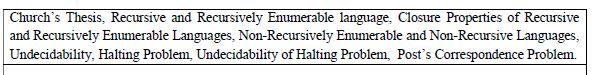 Church's Thesis, Recursive and Recursively Enumerable language, Closure Properties of Recursive
and Recursively Enumerable Languages, Non-Recursively Enumerable and Non-Recursive Languages,
Undecidability, Halting Problem, Undecidability of Halting Problem, Post's Correspondence Problem.